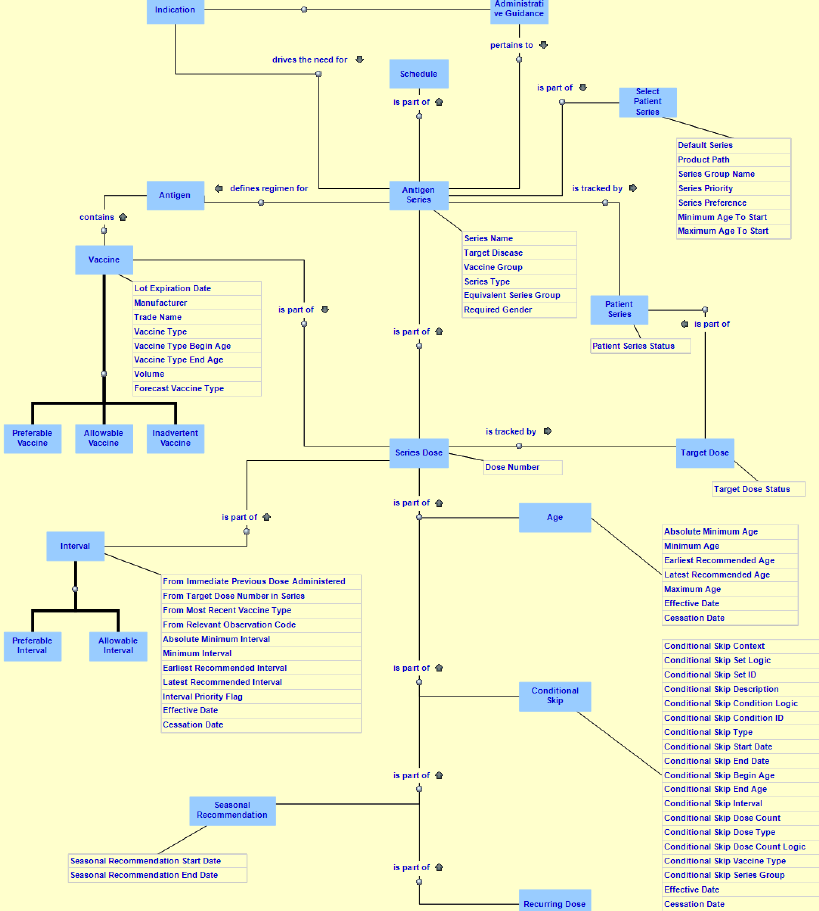 Indication
Administrati
ve Guidance
pertains to
drives the need for
Schedule
is part of
is part of
Select
Patient
Series
Default Series
Product Path
Series Group Name
Series Priority
Series Preference
Minimum Age To Start
Maximum Age To Start
Antigen
defines regimen for
Antigen
Series
is tracked by
contains
Vaccine
Series Name
Target Disease
Vaccine Group
Series Type
Equivalent Series Group
Required Gender
Lot Expiration Date
Manufacturer
Trade Name
Vaccine Type
Vaccine Type Begin Age
Vaccine Type End Age
Volume
Forecast Vaccine Type
is part of
is part of
Patient
Series
is part of
Patient Series Status
Preferable
Vaccine
Allowable
Vaccine
Inadvertent
Vaccine
is tracked by
Series Dose
Dose Number
Target Dose
Target Dose Status
is part of
is part of
Age
Absolute Minimum Age
Minimum Age
Earliest Recommended Age
Latest Recommended Age
Maximum Age
Effective Date
Cessation Date
Interval
From Immediate Previous Dose Administered
From Target Dose Number in Series
From Most Recent Vaccine Type
From Relevant Observation Code
Absolute Minimum Interval
Minimum Interval
Earliest Recommended Interval
Latest Recommended Interval
Interval Priority Flag
Effective Date
Cessation Date
Preferable
Interval
Allowable
Interval
is part of
Conditional
Skip
Conditional Skip Context
Conditional Skip Set Logic
Conditional Skip Set ID
Conditional Skip Description
Conditional Skip Condition Logic
Conditional Skip Condition ID
Conditional Skip Type
Conditional Skip Start Date
Conditional Skip End Date
Conditional Skip Begin Age
Conditional Skip End Age
Conditional Skip Interval
Conditional Skip Dose Count
Conditional Skip Dose Type
Conditional Skip Dose Count Logic
Conditional Skip Vaccine Type
Conditional Skip Series Group
Effective Date
Cessation Date
is part of
Seasonal
Recommendation
Seasonal Recommendation Start Date
Seasonal Recommendation End Date
is part of
Recurring Dose